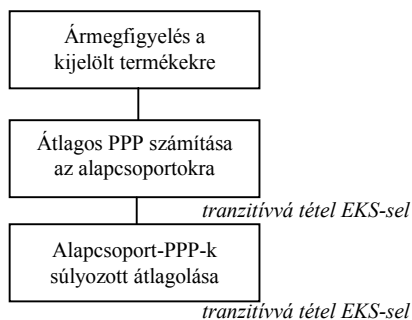 Ármegfigyelés a
kijelölt termékekre
Átlagos PPP számítása
az alapcsoportokra
tranzitívvá tétel EKS-sel
Alapcsoport-PPP-k
súlyozott átlagolása
tranzitívvá tétel EKS-sel